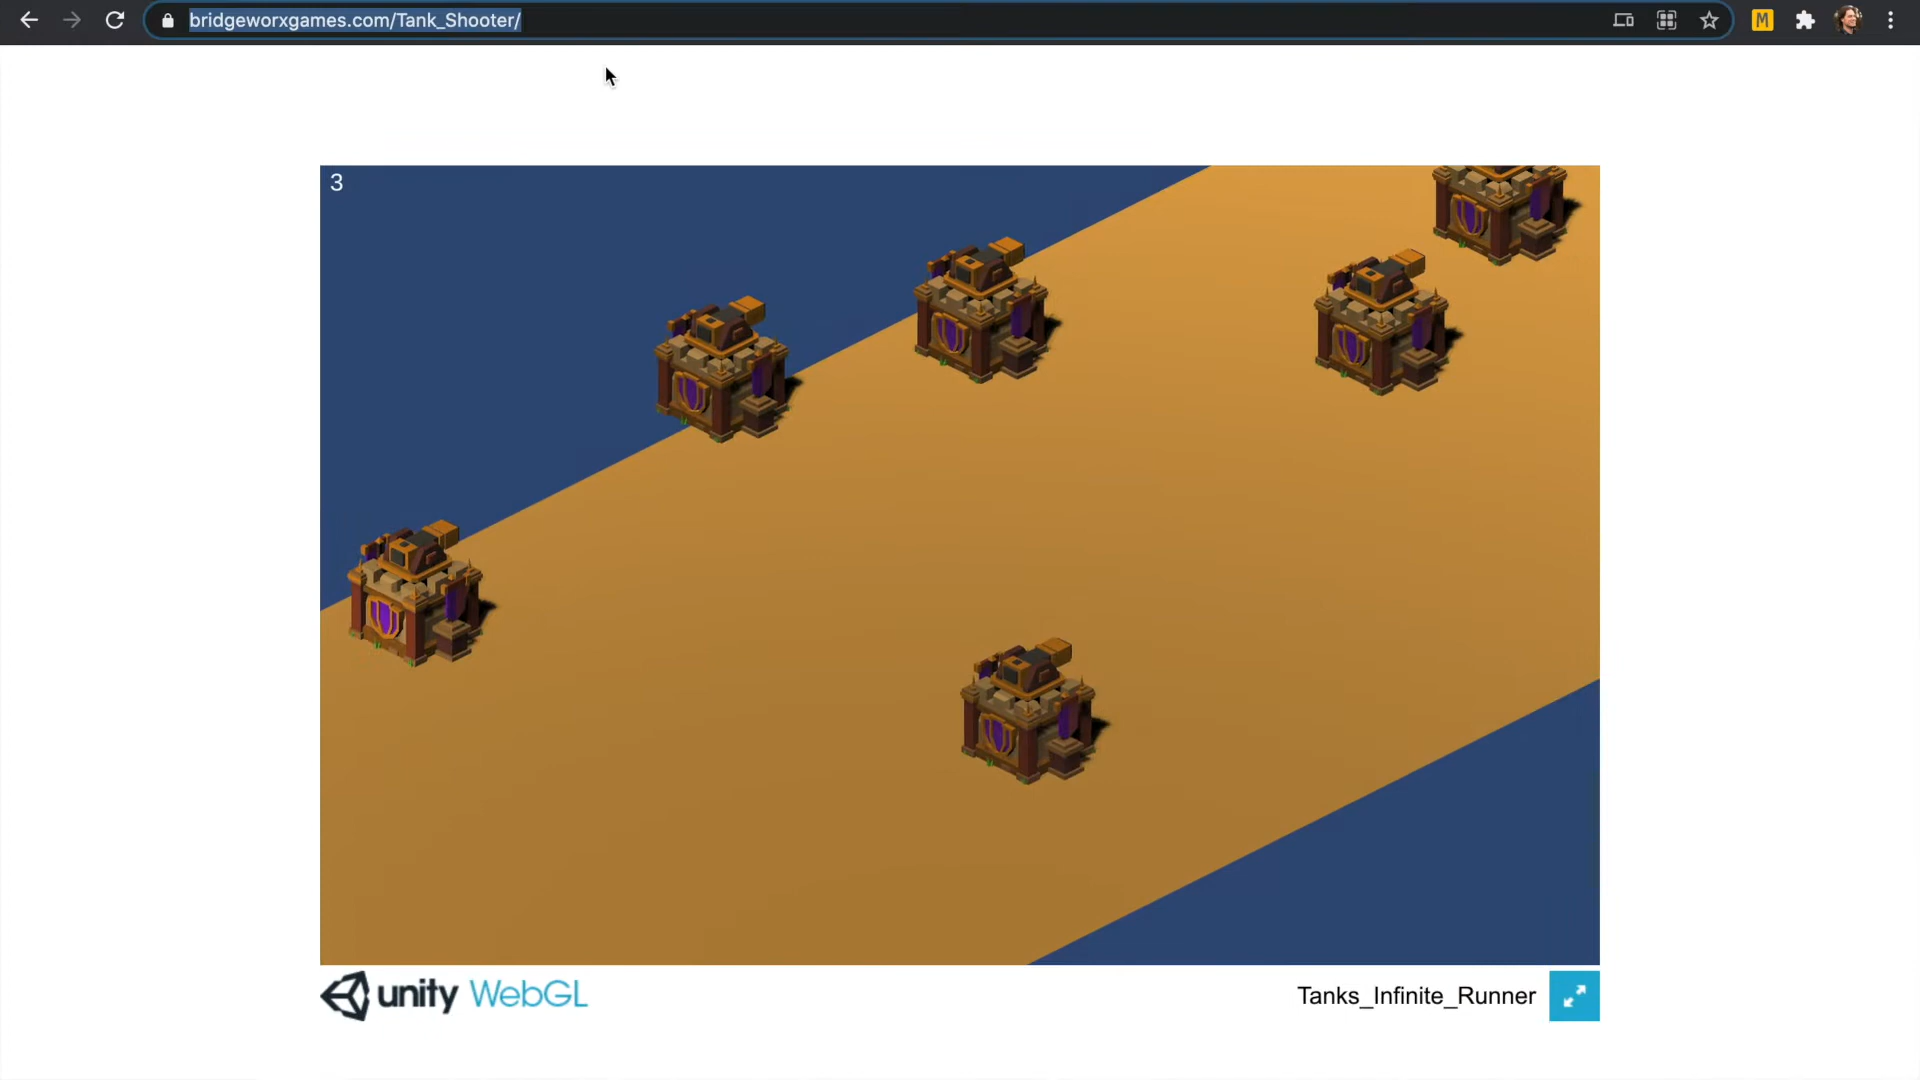 bridgeworxgames.com/Tank_Shooter/
M
3
unity WebGL
Tanks_Infinite_Runner